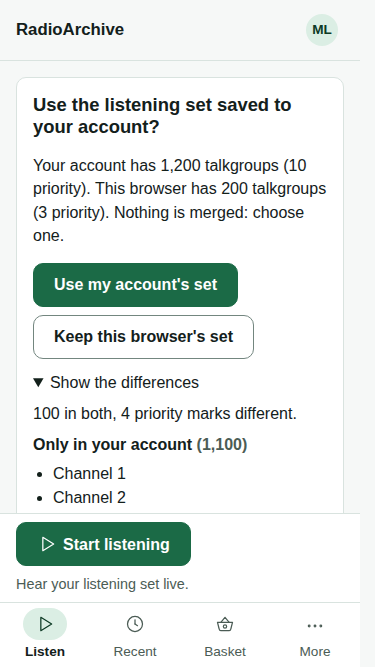 RadioArchive
ML
Use the listening set saved to
your account?
Your account has 1,200 talkgroups (10
priority). This browser has 200 talkgroups
(3 priority). Nothing is merged: choose
one.
Use my account's set
Keep this browser's set
Show the differences
100 in both, 4 priority marks different.
Only in your account (1,100)
Channel 1
Channel 2
Start listening
Hear your listening set live.
Listen
Recent
Basket
More